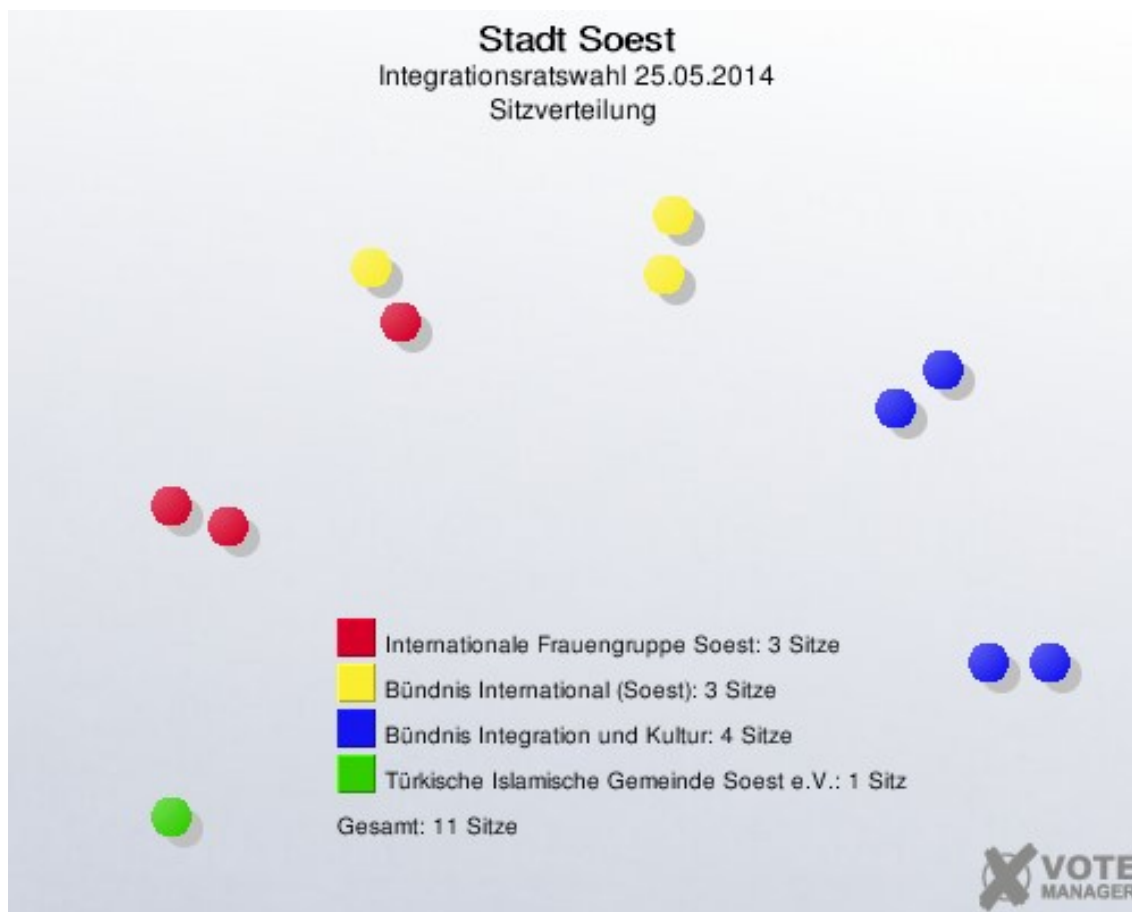 Stadt Soest
Integrationsratswahl 25.05.2014
Sitzverteilung
Internationale Frauengruppe Soest: 3 Sitze
Bündnis International (Soest): 3 Sitze
Bündnis Integration und Kultur: 4 Sitze
Türkische Islamische Gemeinde Soest e.V.: 1 Sitz
Gesamt: 11 Sitze
VOTE
MANAGER